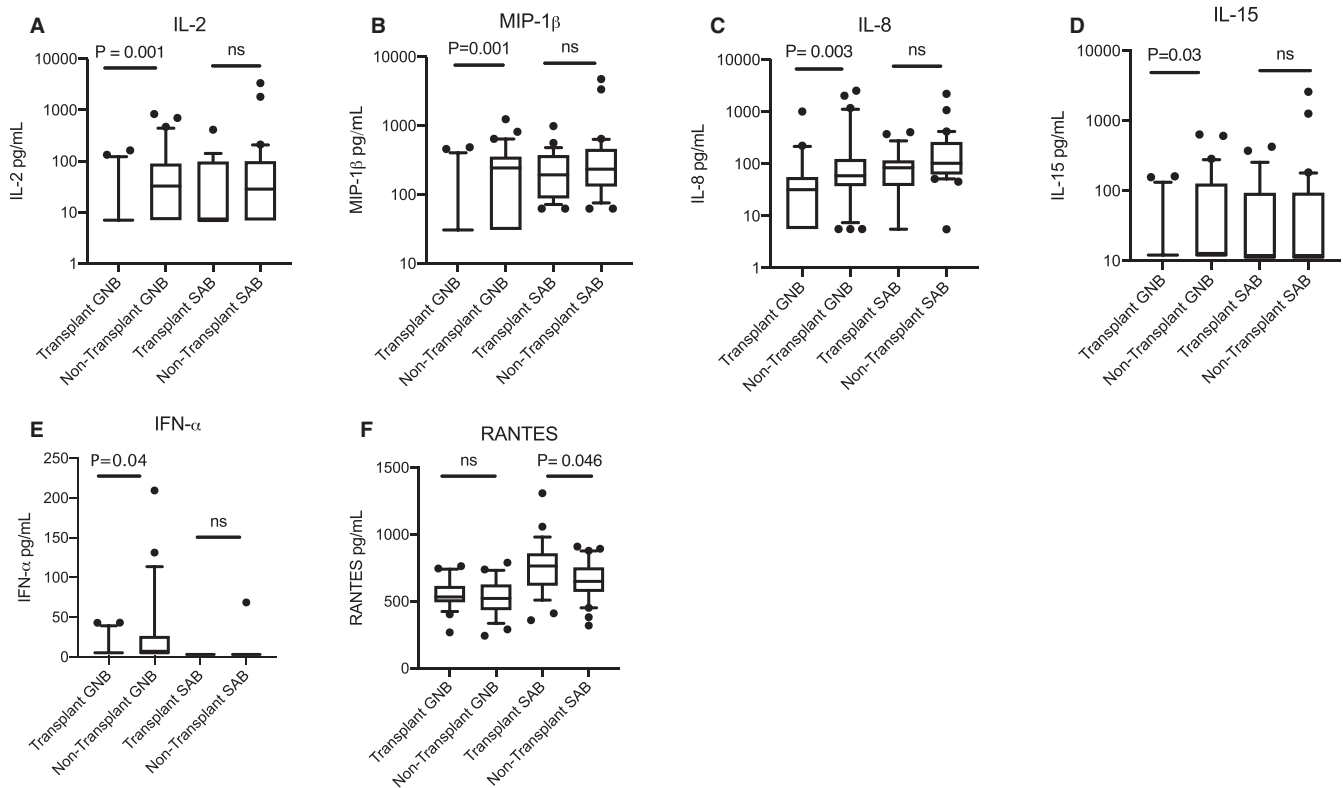 A
IL-2
P = 0.001
ns
10000
1000
100
10
1
IL-2 pg/mL
Transplant GNB
Non-Transplant GNB
Transplant SAB
Non-Transplant SAB
B
MIP-1β
P=0.001
ns
10000
1000
100
10
MIP-1β pg/mL
Transplant GNB
Non-Transplant GNB
Transplant SAB
Non-Transplant SAB
C
IL-8
P = 0.003
ns
10000
1000
100
10
1
IL-8 pg/mL
Transplant GNB
Non-Transplant GNB
Transplant SAB
Non-Transplant SAB
D
IL-15
P=0.03
ns
10000
1000
100
10
IL-15 pg/mL
Transplant GNB
Non-Transplant GNB
Transplant SAB
Non-Transplant SAB
E
IFN-α
P=0.04
ns
250
200
150
100
50
0
IFN-α pg/mL
Transplant GNB
Non-Transplant GNB
Transplant SAB
Non-Transplant SAB
F
RANTES
ns
P= 0.046
1500
1000
500
0
RANTES pg/mL
Transplant GNB
Non-Transplant GNB
Transplant SAB
Non-Transplant SAB